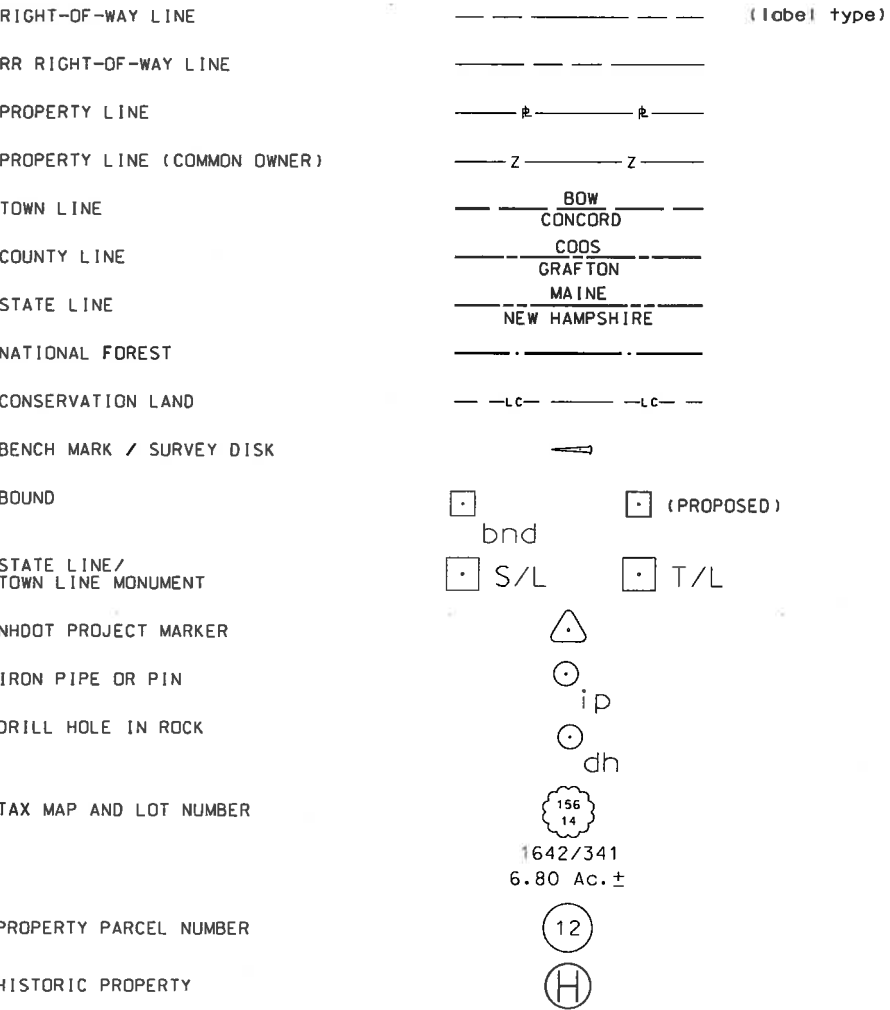 RIGHT-OF-WAY LINE (label type)
RR RIGHT-OF-WAY LINE
PROPERTY LINE PL PL
PROPERTY LINE (COMMON OWNER) Z Z
TOWN LINE BOW
CONCORD
COUNTY LINE COOS
GRAFTON
STATE LINE MAINE
NEW HAMPSHIRE
NATIONAL FOREST
CONSERVATION LAND LC LC
BENCH MARK / SURVEY DISK
BOUND bnd (PROPOSED)
STATE LINE/
TOWN LINE MONUMENT S/L T/L
NHDOT PROJECT MARKER
IRON PIPE OR PIN ip
DRILL HOLE IN ROCK dh
TAX MAP AND LOT NUMBER 156
14
1642/341
6.80 Ac.±
PROPERTY PARCEL NUMBER 12
HISTORIC PROPERTY H